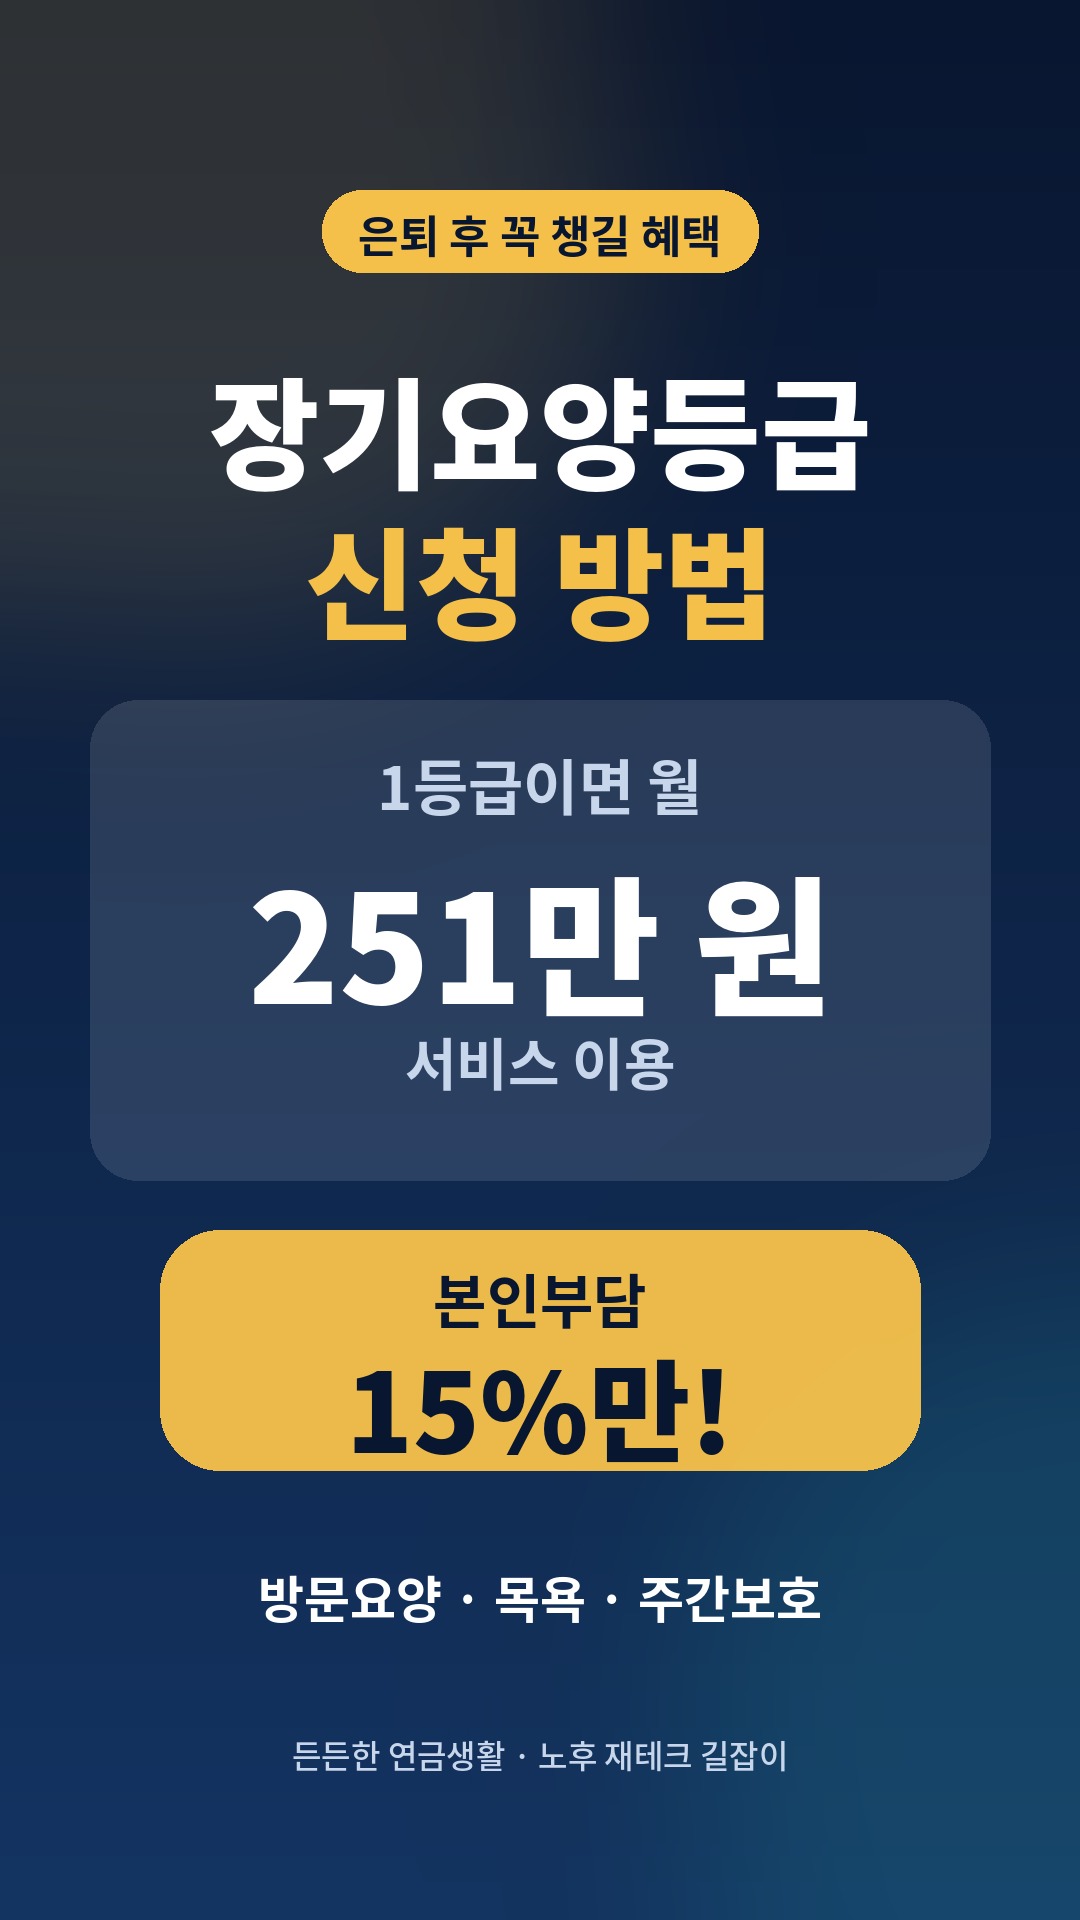 은퇴 후 꼭 챙길 혜택
장기요양등급
신청 방법
1등급이면 월
251만 원
서비스 이용
본인부담
15%만!
방문요양 · 목욕 · 주간보호
든든한 연금생활 · 노후 재테크 길잡이